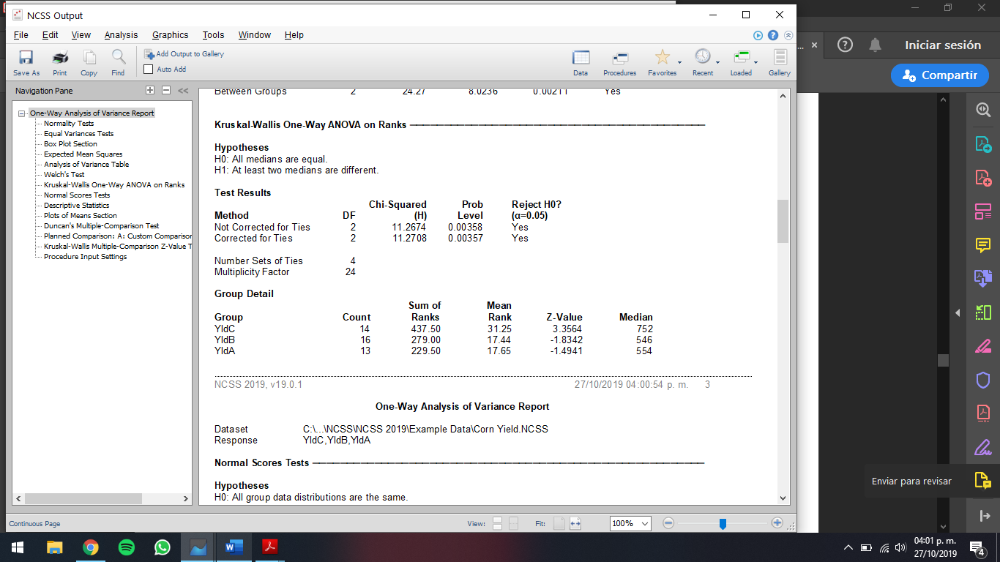 NCSS Output
File Edit View Analysis Graphics Tools Window Help
Save As Print Copy Find
Add Output to Gallery
Auto Add
Data Procedures Favorites Recent Loaded Gallery
... × Iniciar sesión
Compartir
Navigation Pane
One-Way Analysis of Variance Report
Normality Tests
Equal Variances Tests
Box Plot Section
Expected Mean Squares
Analysis of Variance Table
Welch's Test
Kruskal-Wallis One-Way ANOVA on Ranks
Normal Scores Tests
Descriptive Statistics
Plots of Means Section
Duncan's Multiple-Comparison Test
Planned Comparison: A: Custom Comparison
Kruskal-Wallis Multiple-Comparison Z-Value T
Procedure Input Settings
Between Groups 2 24.27 8.0236 0.00211 Yes
Kruskal-Wallis One-Way ANOVA on Ranks
Hypotheses
H0: All medians are equal.
H1: At least two medians are different.
Test Results
Chi-Squared Prob Reject H0?
Method DF (H) Level (α=0.05)
Not Corrected for Ties 2 11.2674 0.00358 Yes
Corrected for Ties 2 11.2708 0.00357 Yes
Number Sets of Ties 4
Multiplicity Factor 24
Group Detail
Sum of Mean
Group Count Ranks Rank Z-Value Median
YldC 14 437.50 31.25 3.3564 752
YldB 16 279.00 17.44 -1.8342 546
YldA 13 229.50 17.65 -1.4941 554
NCSS 2019, v19.0.1 27/10/2019 04:00:54 p. m. 3
One-Way Analysis of Variance Report
Dataset C:\...\NCSS\NCSS 2019\Example Data\Corn Yield.NCSS
Response YldC,YldB,YldA
Normal Scores Tests
Hypotheses
H0: All group data distributions are the same.
Enviar para revisar
Continuous Page View: Fit: 100%
04:01 p. m.
27/10/2019
4